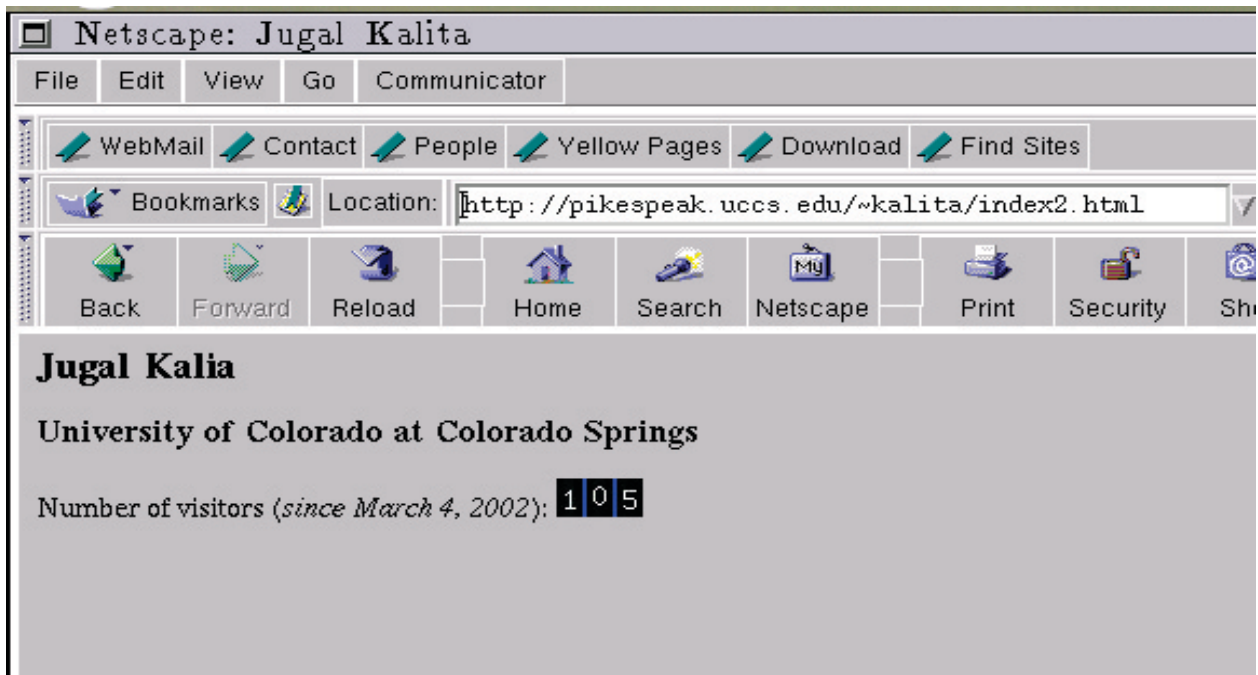 Netscape: Jugal Kalita
File Edit View Go Communicator
WebMail Contact People Yellow Pages Download Find Sites
Bookmarks Location: http://pikespeak.uccs.edu/~kalita/index2.html
My
Back Forward Reload Home Search Netscape Print Security
Jugal Kalia
University of Colorado at Colorado Springs
Number of visitors (since March 4, 2002): 105